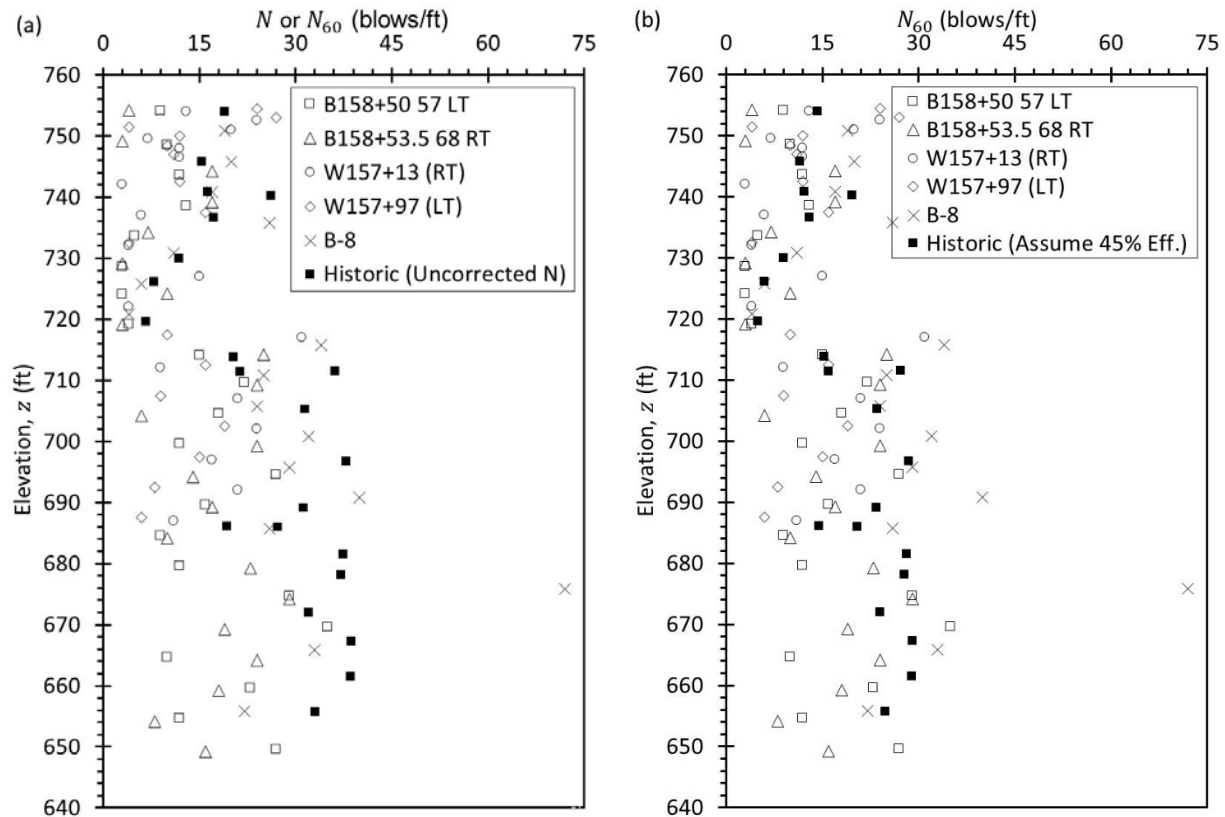 (a)
N or N₆₀ (blows/ft)
0 15 30 45 60 75
760
750
740
730
720
710
700
690
680
670
660
650
640
Elevation, z (ft)
B158+50 57 LT
B158+53.5 68 RT
W157+13 (RT)
W157+97 (LT)
B-8
Historic (Uncorrected N)
(b)
N₆₀ (blows/ft)
0 15 30 45 60 75
760
750
740
730
720
710
700
690
680
670
660
650
640
Elevation, z (ft)
B158+50 57 LT
B158+53.5 68 RT
W157+13 (RT)
W157+97 (LT)
B-8
Historic (Assume 45% Eff.)